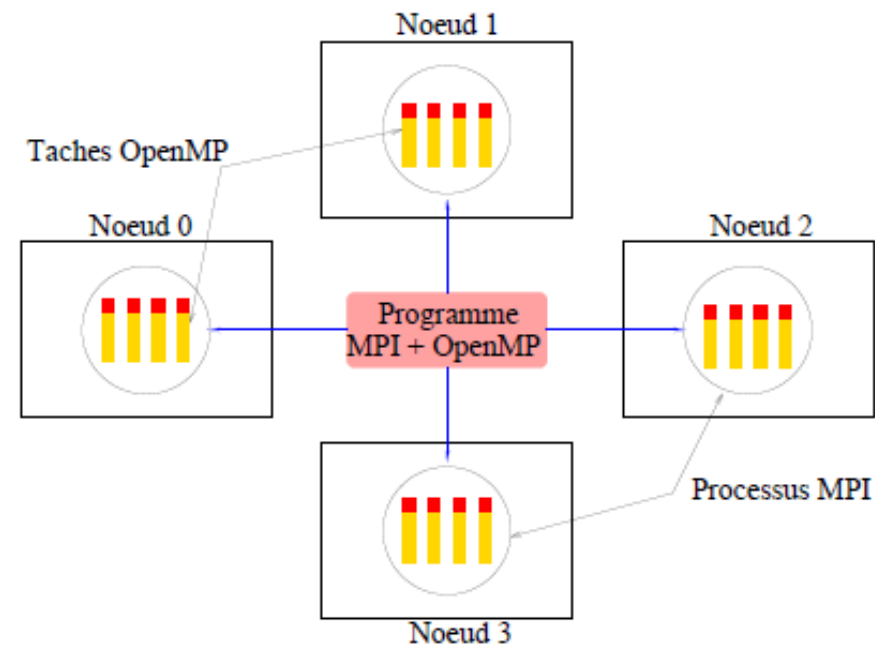 Noeud 1
Taches OpenMP
Noeud 0
Noeud 2
Programme
MPI + OpenMP
Processus MPI
Noeud 3